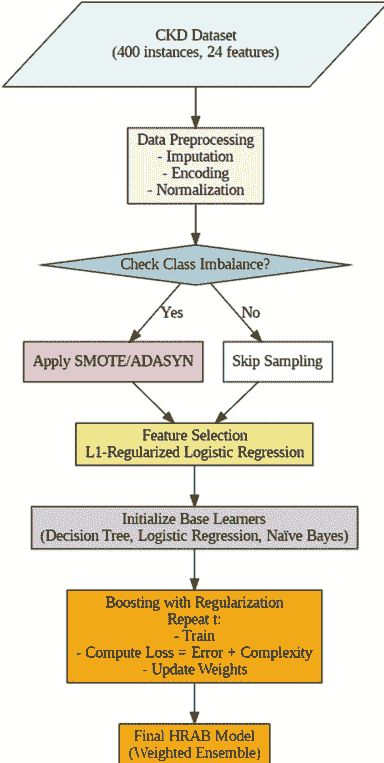 CKD Dataset
(400 instances, 24 features)
Data Preprocessing
- Imputation
- Encoding
- Normalization
Check Class Imbalance?
Yes
No
Apply SMOTE/ADASYN
Skip Sampling
Feature Selection
L1-Regularized Logistic Regression
Initialize Base Learners
(Decision Tree, Logistic Regression, Naïve Bayes)
Boosting with Regularization
Repeat t:
- Train
- Compute Loss = Error + Complexity
- Update Weights
Final HRAB Model
(Weighted Ensemble)